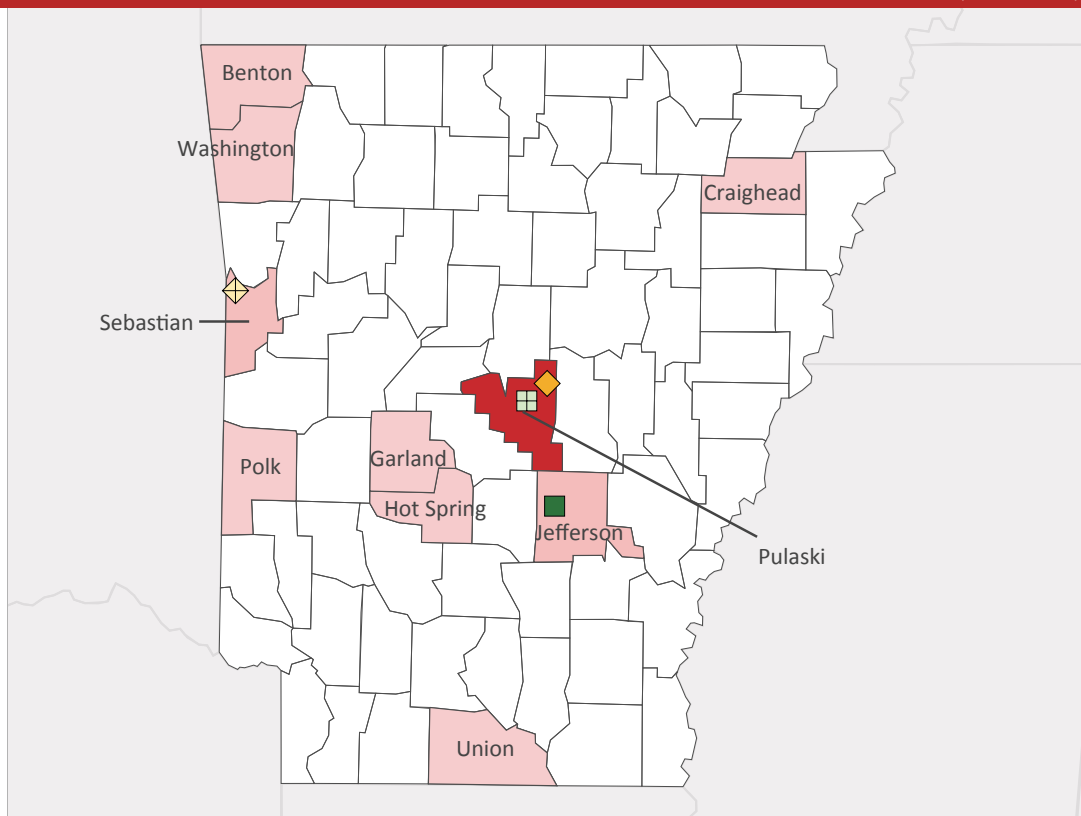 Benton
Washington
Craighead
Sebastian
Polk
Garland
Hot Spring
Jefferson
Pulaski
Union